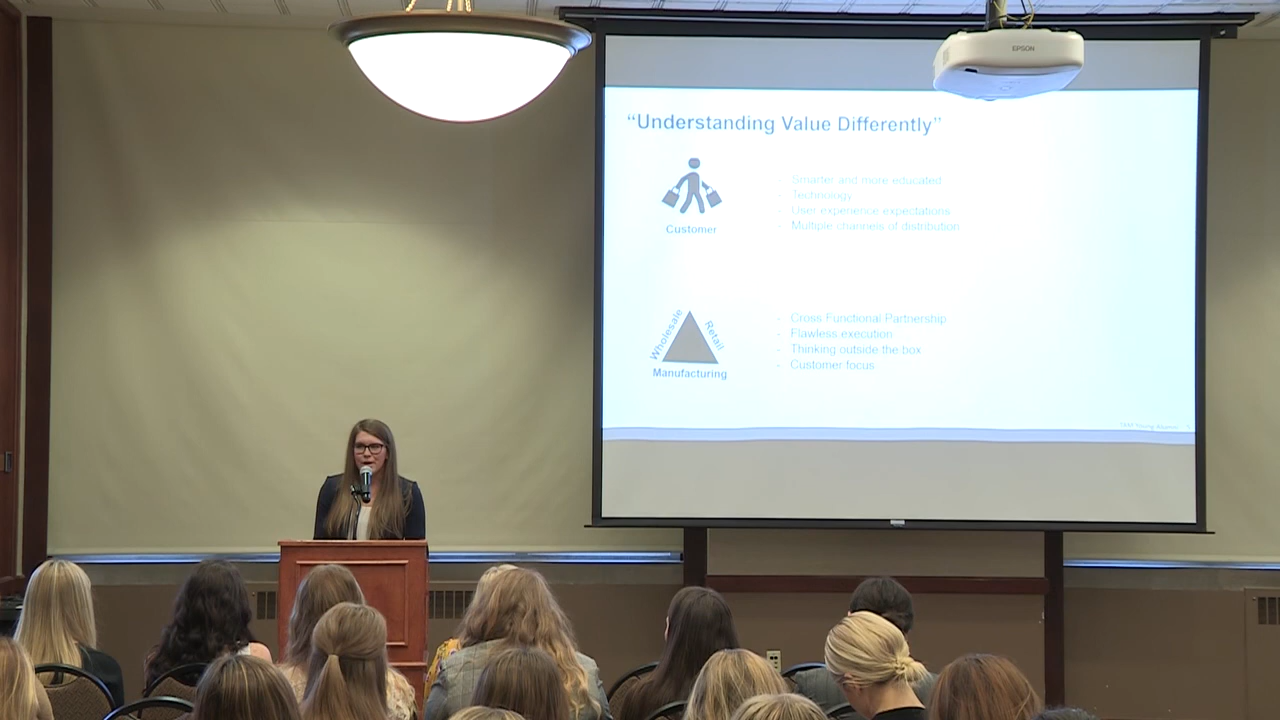 EPSON
“Understanding Value Differently”
- Smarter and more educated
- Technology
- User experience expectations
- Multiple channels of distribution
Customer
- Cross Functional Partnership
- Flawless execution
- Thinking outside the box
- Customer focus
Wholesale
Retail
Manufacturing